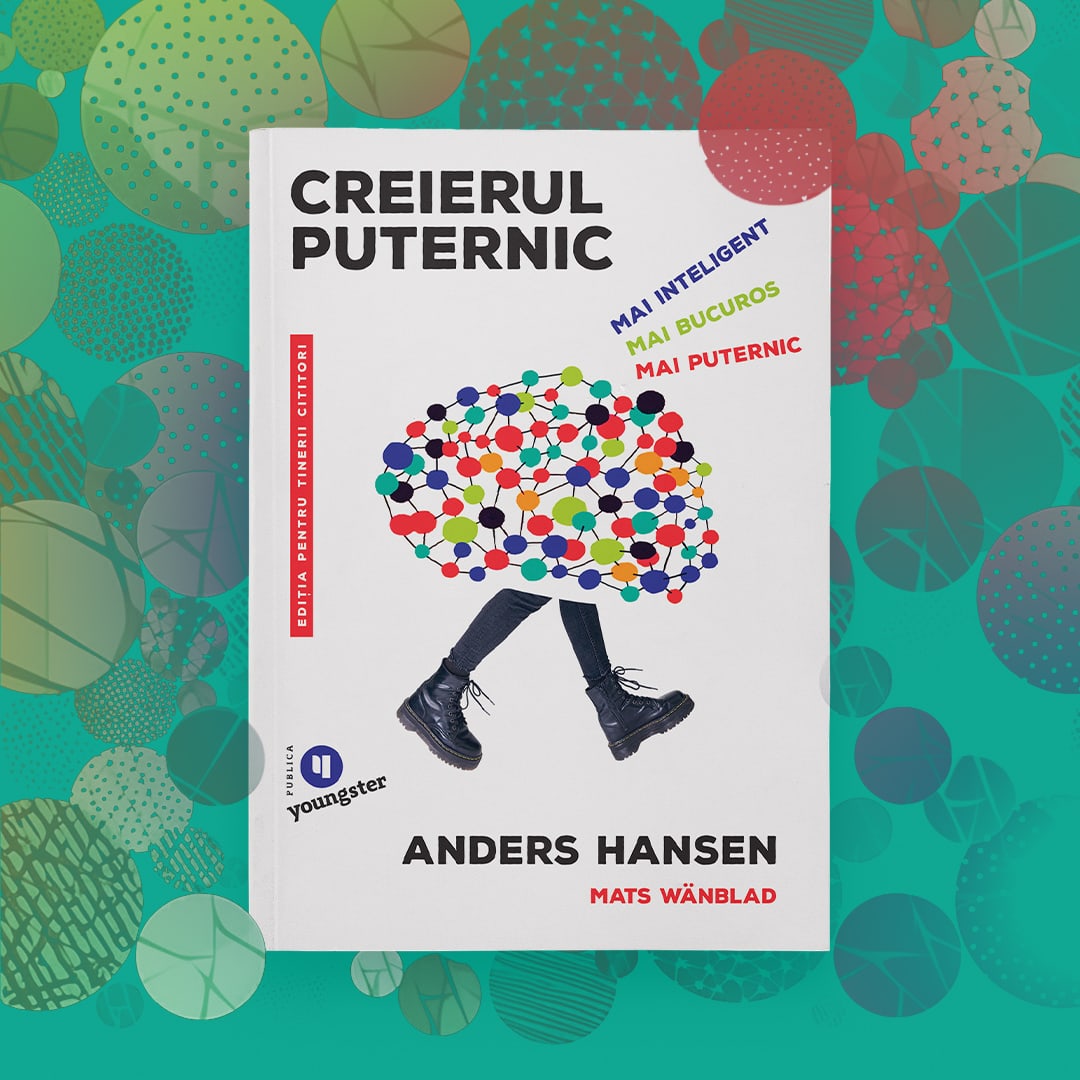 CREIERUL
PUTERNIC
MAI INTELIGENT
MAI BUCUROS
MAI PUTERNIC
EDIȚIA PENTRU TINERII CITITORI
PUBLICA
youngster
ANDERS HANSEN
MATS WÄNBLAD